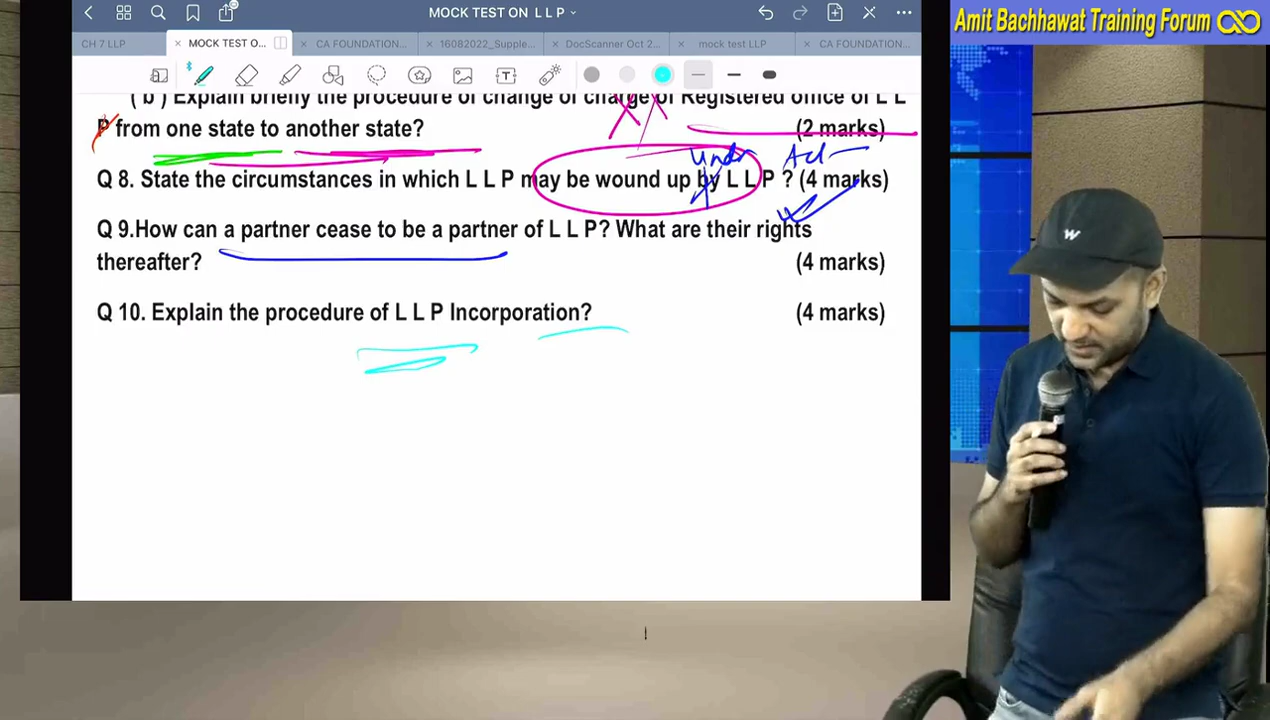 MOCK TEST ON L L P
Amit Bachhawat Training Forum
CH 7 LLP
MOCK TEST O...
CA FOUNDATION...
16082022_Supple...
DocScanner Oct 2...
mock test LLP
CA FOUNDATION...
( b ) Explain briefly the procedure of change of charge of Registered office of L L
P from one state to another state? (2 marks)
Under Act
Q 8. State the circumstances in which L L P may be wound up by L L P ? (4 marks)
Q 9.How can a partner cease to be a partner of L L P? What are their rights
thereafter? (4 marks)
Q 10. Explain the procedure of L L P Incorporation? (4 marks)